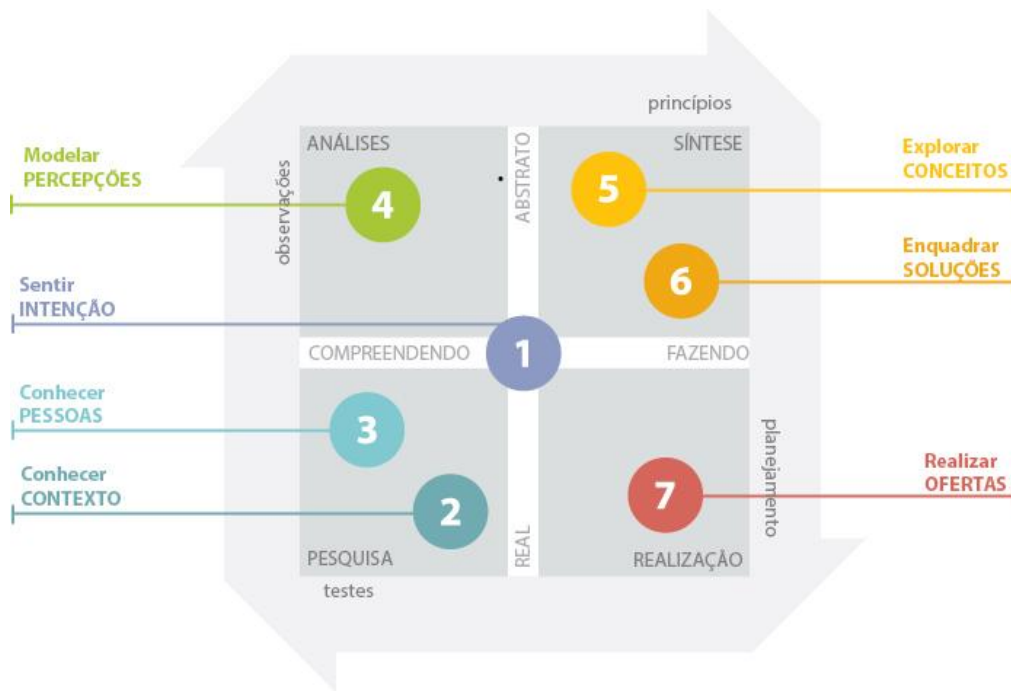 princípios
ANÁLISES
ABSTRATO
SÍNTESE
Modelar
PERCEPÇÕES
4
observações
5
Explorar
CONCEITOS
6
Enquadrar
SOLUÇÕES
Sentir
INTENÇÃO
COMPREENDENDO
1
FAZENDO
Conhecer
PESSOAS
3
Conhecer
CONTEXTO
2
planejamento
7
Realizar
OFERTAS
PESQUISA
REAL
REALIZAÇÃO
testes